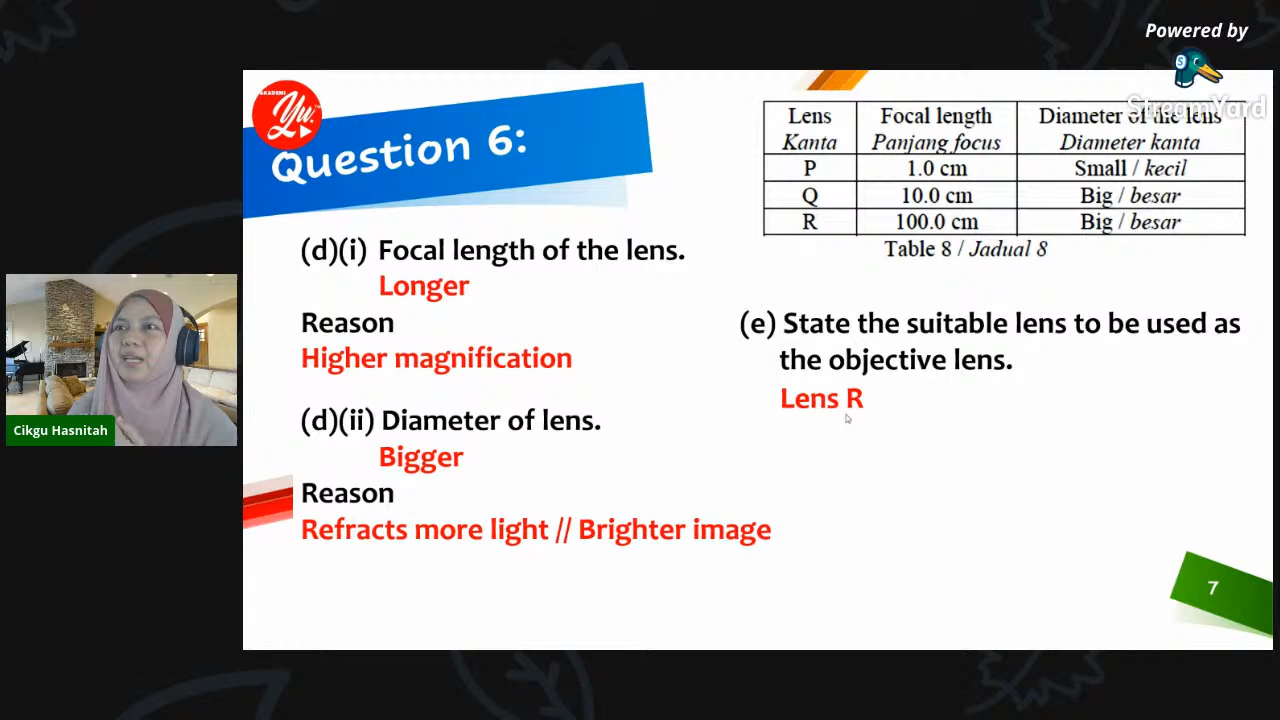 Powered by
StreamYard
AKADEMI
Yu.
Question 6:
Lens Focal length Diameter of the lens
Kanta Panjang focus Diameter kanta
P 1.0 cm Small / kecil
Q 10.0 cm Big / besar
R 100.0 cm Big / besar
Table 8 / Jadual 8
(d)(i) Focal length of the lens.
Longer
Reason
Higher magnification
(d)(ii) Diameter of lens.
Bigger
Reason
Refracts more light // Brighter image
(e) State the suitable lens to be used as
the objective lens.
Lens R
Cikgu Hasnitah
7